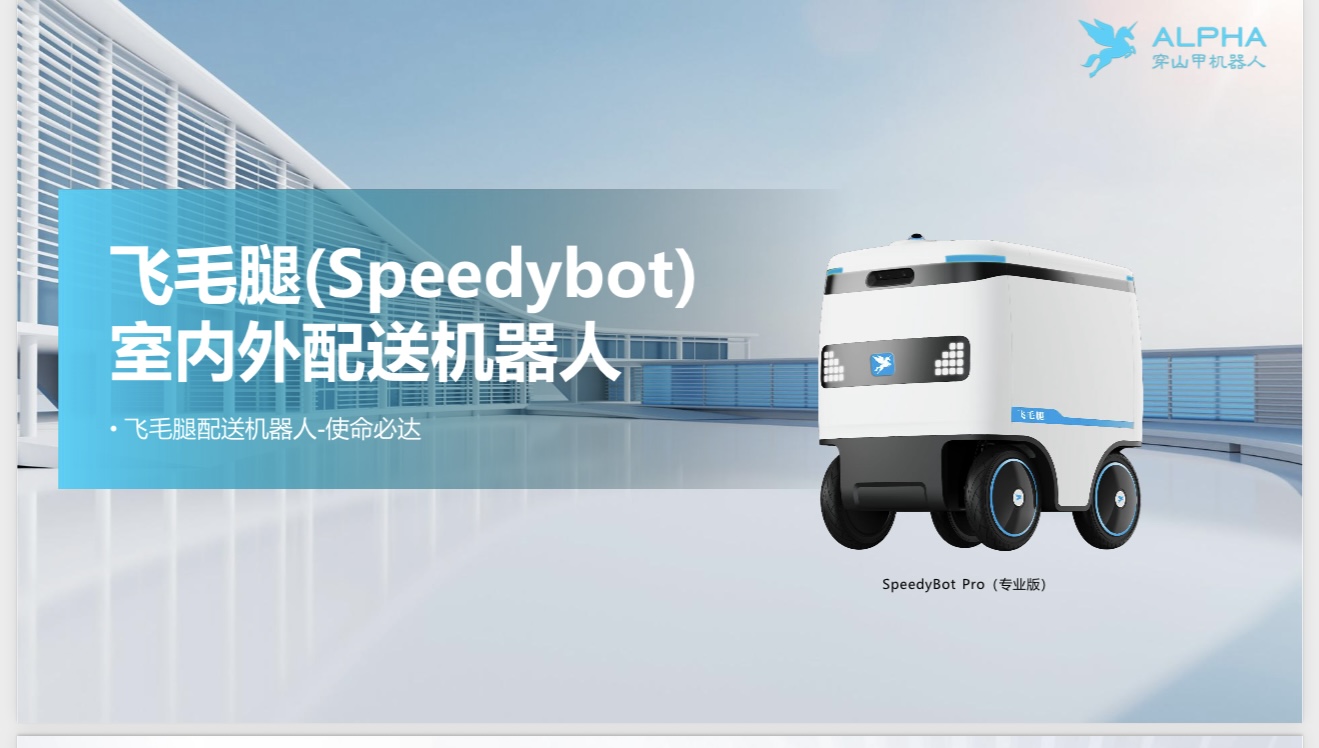 ALPHA
穿山甲机器人
飞毛腿(Speedybot)
室内外配送机器人
• 飞毛腿配送机器人-使命必达
飞毛腿
SpeedyBot Pro（专业版）